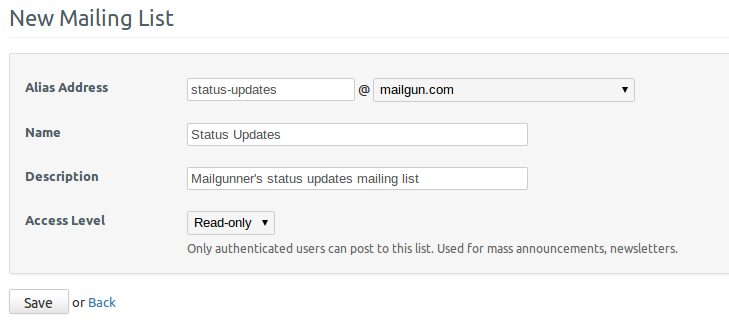 New Mailing List
Alias Address status-updates @ mailgun.com
Name Status Updates
Description Mailgunner's status updates mailing list
Access Level Read-only
Only authenticated users can post to this list. Used for mass announcements, newsletters.
Save or Back